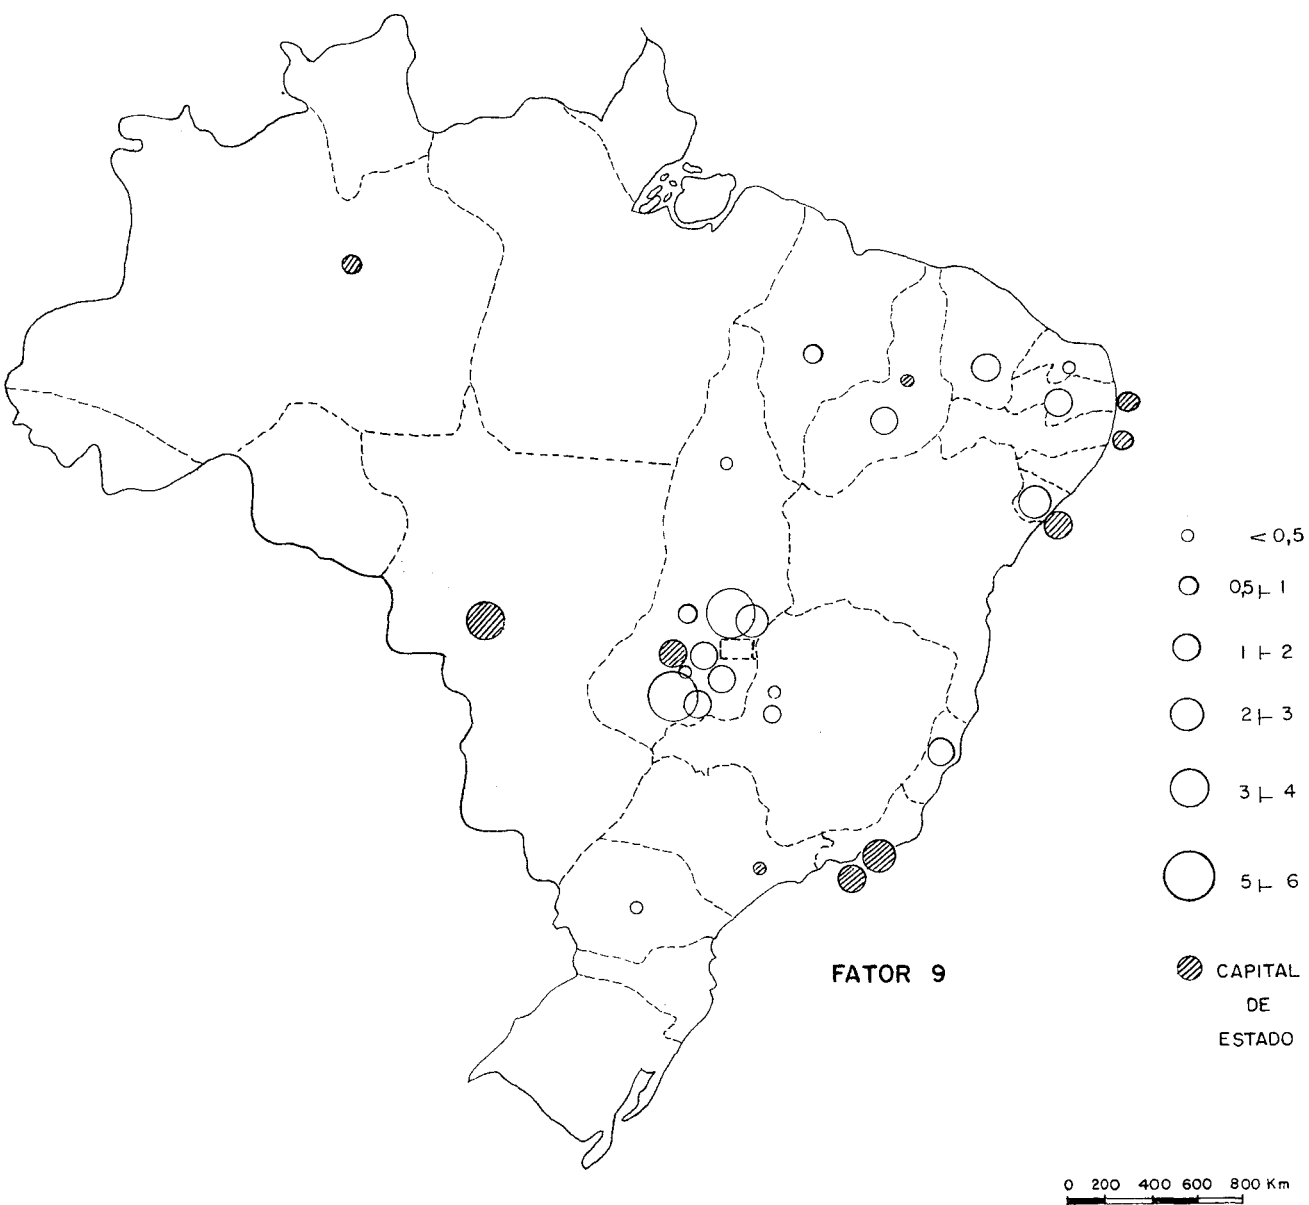 < 0,5
0,5 ⊢ 1
1 ⊢ 2
2 ⊢ 3
3 ⊢ 4
5 ⊢ 6
FATOR 9
CAPITAL
DE
ESTADO
0 200 400 600 800 Km